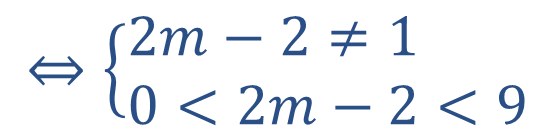 ⇔ {2m − 2 ≠ 1
0 < 2m − 2 < 9